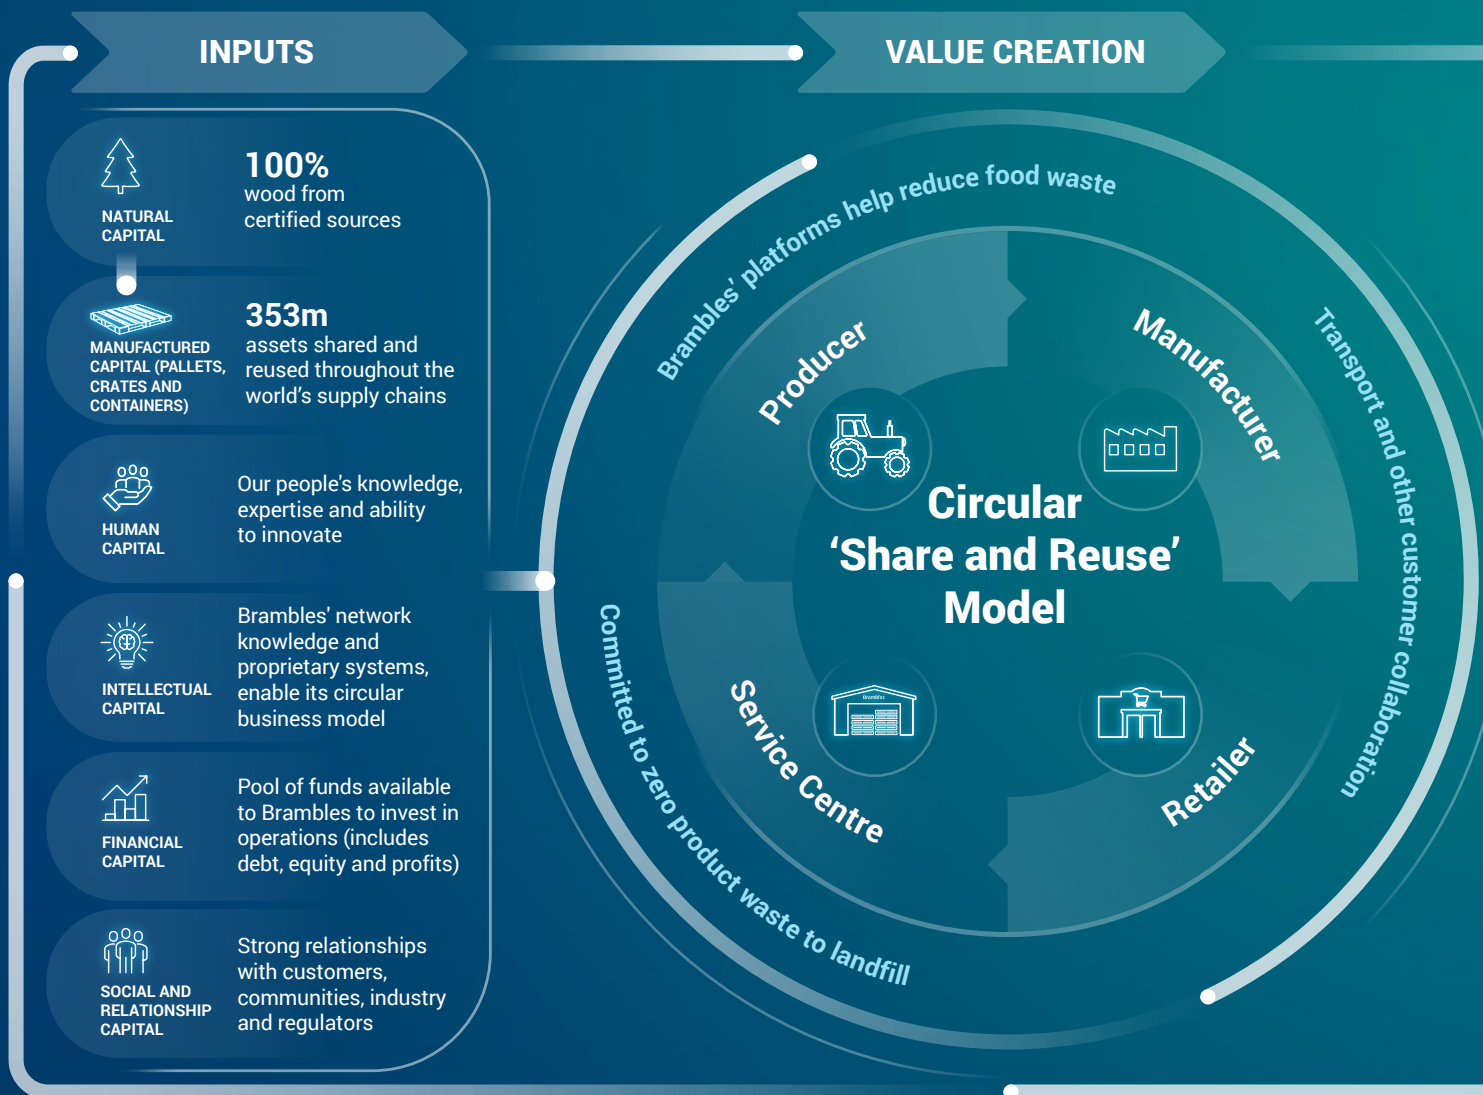 INPUTS
VALUE CREATION
NATURAL
CAPITAL
100%
wood from
certified sources
MANUFACTURED
CAPITAL (PALLETS,
CRATES AND
CONTAINERS)
353m
assets shared and
reused throughout the
world's supply chains
HUMAN
CAPITAL
Our people's knowledge,
expertise and ability
to innovate
INTELLECTUAL
CAPITAL
Brambles' network
knowledge and
proprietary systems,
enable its circular
business model
FINANCIAL
CAPITAL
Pool of funds available
to Brambles to invest in
operations (includes
debt, equity and profits)
SOCIAL AND
RELATIONSHIP
CAPITAL
Strong relationships
with customers,
communities, industry
and regulators
Brambles' platforms help reduce food waste
Transport and other customer collaboration
Committed to zero product waste to landfill
Producer
Manufacturer
Circular
‘Share and Reuse’
Model
Brambles
Service Centre
Retailer